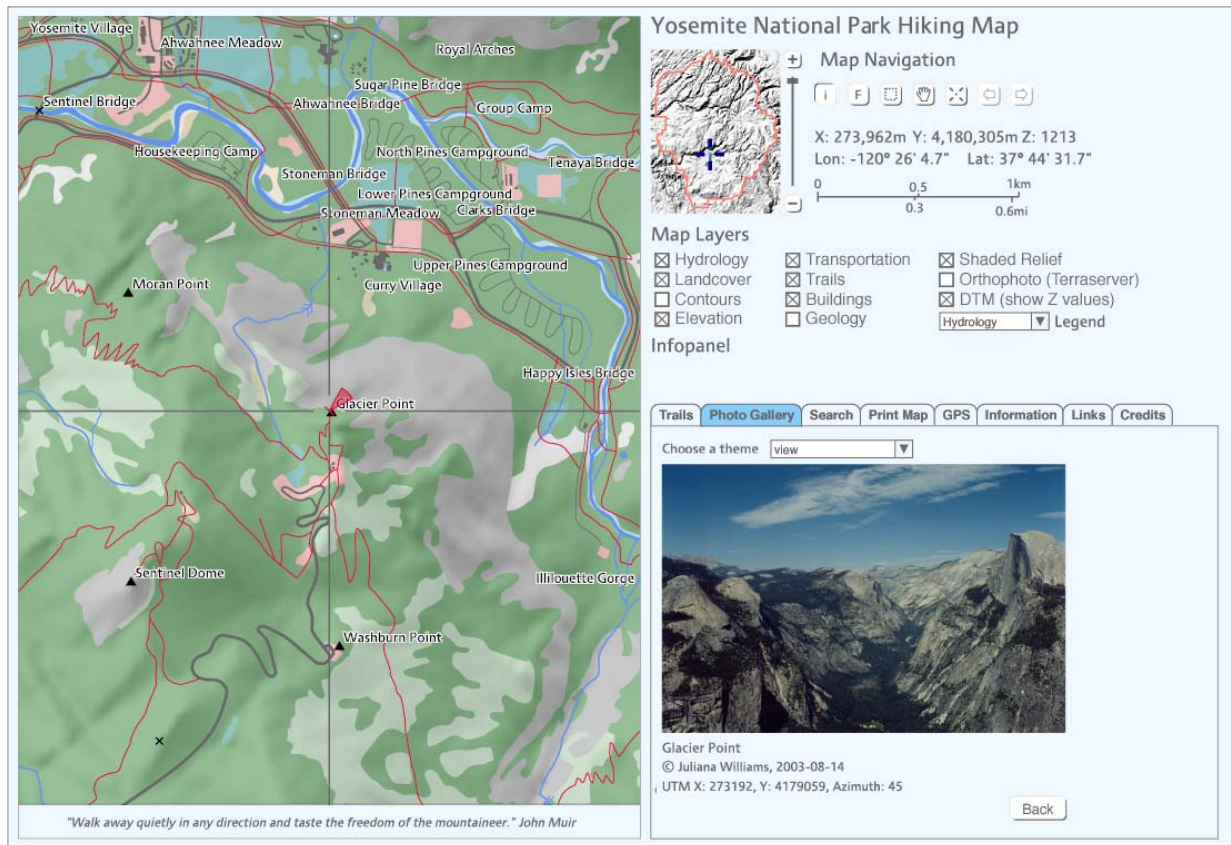 Yosemite Village
Ahwahnee Meadow
Royal Arches
Sugar Pine Bridge
Sentinel Bridge
Ahwahnee Bridge
Group Camp
Housekeeping Camp
North Pines Campground
Tenaya Bridge
Stoneman Bridge
Lower Pines Campground
Stoneman Meadow
Clarks Bridge
Upper Pines Campground
Moran Point
Curry Village
Happy Isles Bridge
Glacier Point
Sentinel Dome
Illilouette Gorge
Washburn Point
"Walk away quietly in any direction and taste the freedom of the mountaineer." John Muir
Yosemite National Park Hiking Map
+
Map Navigation
i F
X: 273,962m Y: 4,180,305m Z: 1213
Lon: -120° 26' 4.7" Lat: 37° 44' 31.7"
0 0.5 1km
0.3 0.6mi
−
Map Layers
Hydrology Transportation Shaded Relief
Landcover Trails Orthophoto (Terraserver)
Contours Buildings DTM (show Z values)
Elevation Geology Hydrology Legend
Infopanel
Trails Photo Gallery Search Print Map GPS Information Links Credits
Choose a theme view
Glacier Point
© Juliana Williams, 2003-08-14
UTM X: 273192, Y: 4179059, Azimuth: 45
Back